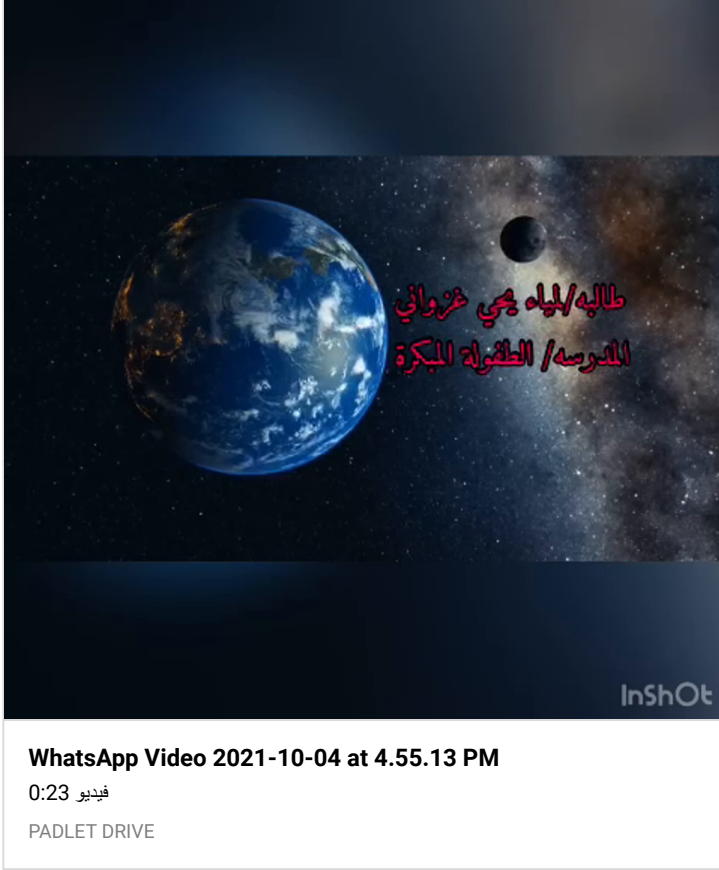 طالبه/لمياء يحي غزواني
المدرسه/ الطفولة المبكرة
InShOt
WhatsApp Video 2021-10-04 at 4.55.13 PM
فيديو 0:23
PADLET DRIVE